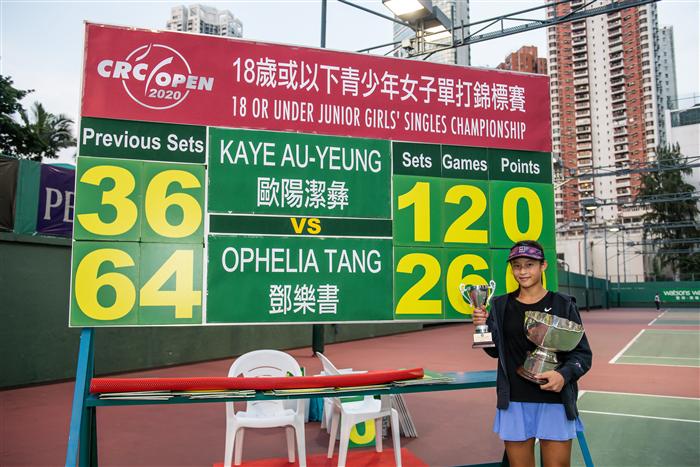 CRC OPEN
2020
18歲或以下青少年女子單打錦標賽
18 OR UNDER JUNIOR GIRLS' SINGLES CHAMPIONSHIP
Previous Sets
KAYE AU-YEUNG
歐陽潔彝
Sets Games Points
3 6
1 2 0
VS
6 4
OPHELIA TANG
鄧樂書
2 6
watsons wa